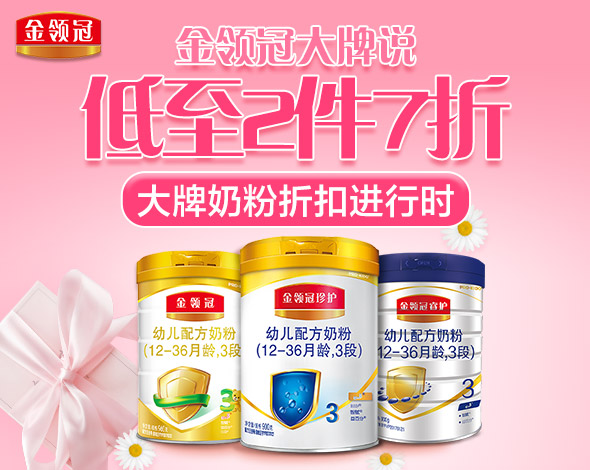 金领冠
金领冠大牌说
低至2件7折
大牌奶粉折扣进行时
金领冠
幼儿配方奶粉
(12-36月龄,3段)
3
金领冠珍护
幼儿配方奶粉
(12-36月龄,3段)
3
金领冠睿护
幼儿配方奶粉
(12-36月龄,3段)
3